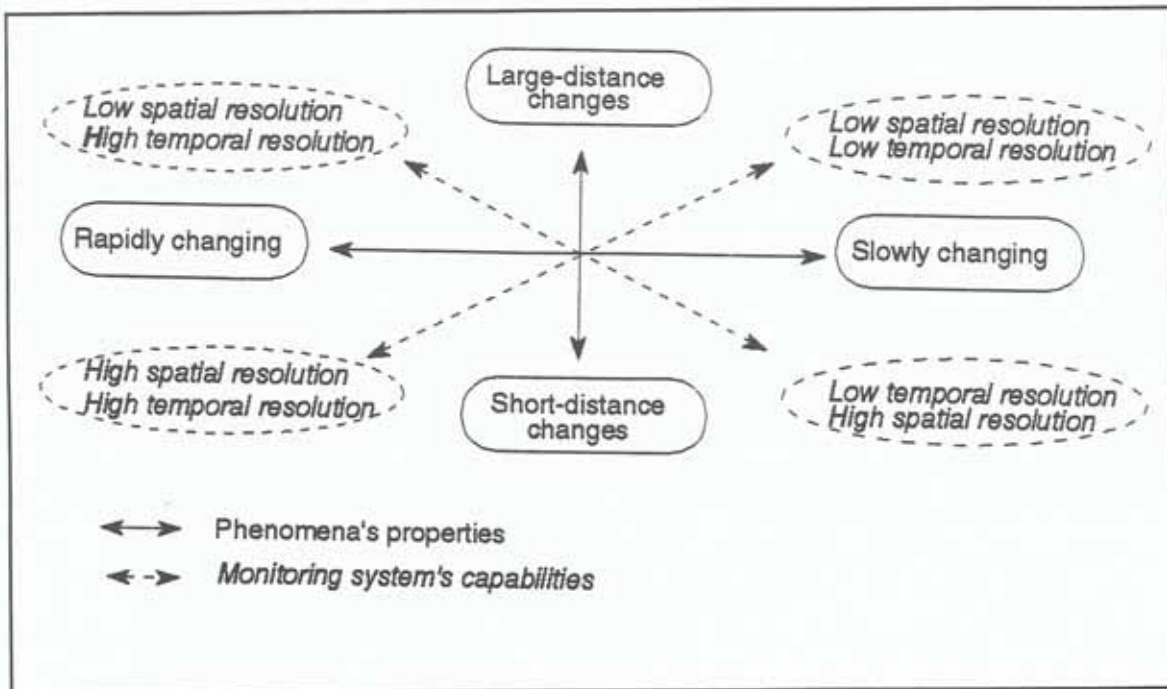 Large-distance
changes
Low spatial resolution
High temporal resolution
Low spatial resolution
Low temporal resolution
Rapidly changing
Slowly changing
High spatial resolution
High temporal resolution
Short-distance
changes
Low temporal resolution
High spatial resolution
Phenomena's properties
Monitoring system's capabilities